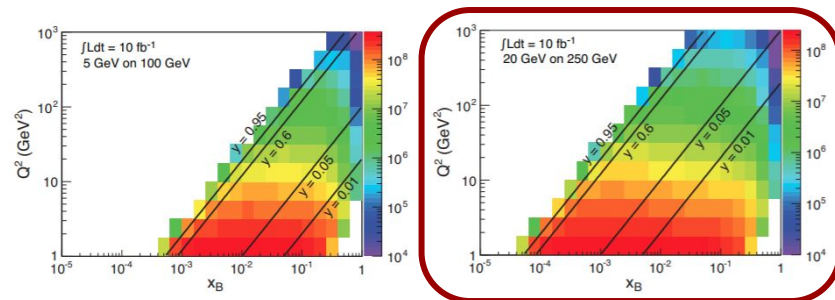 ∫Ldt = 10 fb⁻¹
5 GeV on 100 GeV
Q² (GeV²)
10³
10²
10
1
y = 0.95
y = 0.6
y = 0.05
y = 0.01
10⁻⁵
10⁻⁴
10⁻³
10⁻²
10⁻¹
1
x_B
10⁸
10⁷
10⁶
10⁵
10⁴
∫Ldt = 10 fb⁻¹
20 GeV on 250 GeV
Q² (GeV²)
10³
10²
10
1
y = 0.95
y = 0.6
y = 0.05
y = 0.01
10⁻⁵
10⁻⁴
10⁻³
10⁻²
10⁻¹
1
x_B
10⁸
10⁷
10⁶
10⁵
10⁴